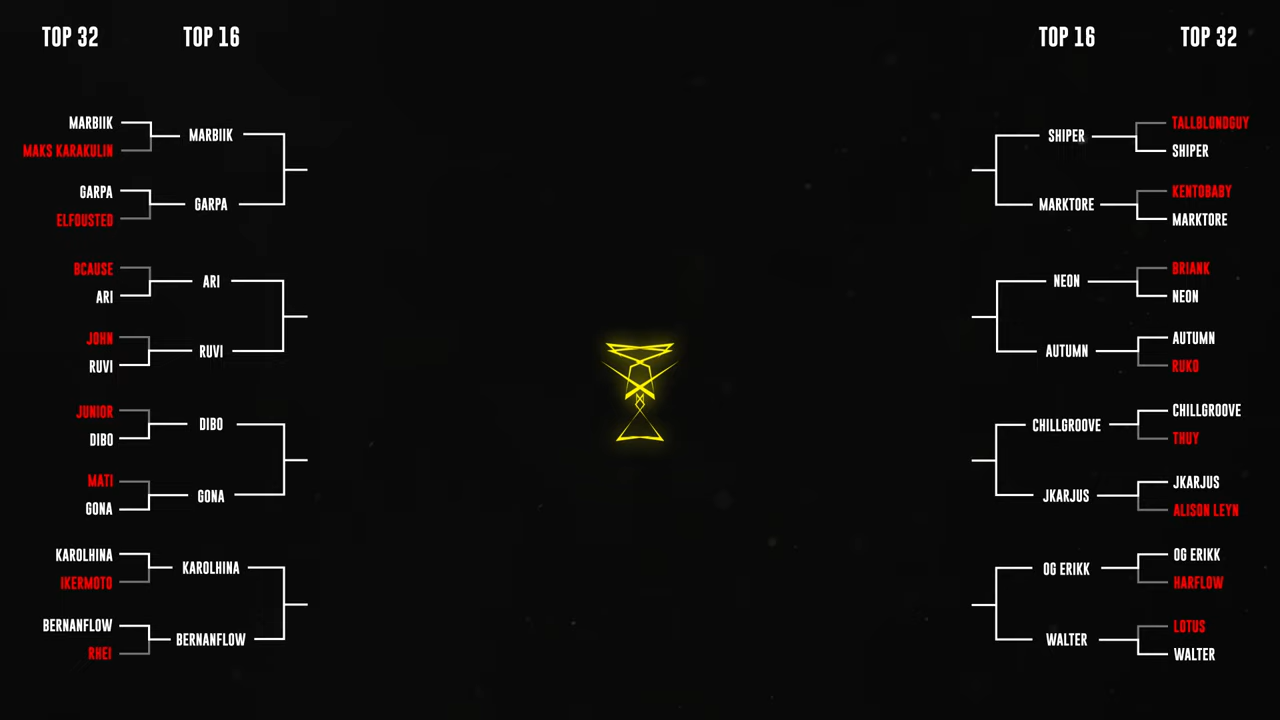 TOP 32
TOP 16
TOP 16
TOP 32
MARBIIK
MAKS KARAKULIN
GARPA
ELFOUSTED
BCAUSE
ARI
JOHN
RUVI
JUNIOR
DIBO
MATI
GONA
KAROLHINA
IKERMOTO
BERNANFLOW
RHEI
MARBIIK
GARPA
ARI
RUVI
DIBO
GONA
KAROLHINA
BERNANFLOW
SHIPER
MARKTORE
NEON
AUTUMN
CHILLGROOVE
JKARJUS
OG ERIKK
WALTER
TALLBLONDGUY
SHIPER
KENTOBABY
MARKTORE
BRIANK
NEON
AUTUMN
RUKO
CHILLGROOVE
THUY
JKARJUS
ALISON LEYN
OG ERIKK
HARFLOW
LOTUS
WALTER